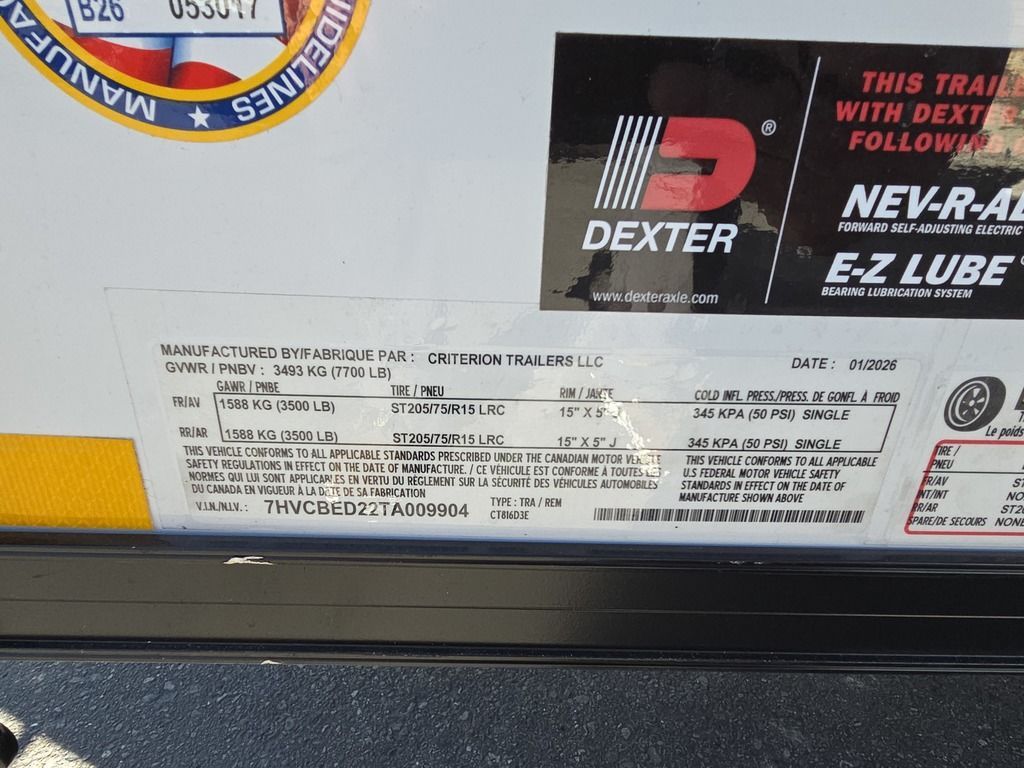 B26 053017
MANUFA
IDELINES
DEXTER
®
www.dexteraxle.com
THIS TRAILE
WITH DEXTER
FOLLOWING
NEV-R-AD
FORWARD SELF-ADJUSTING ELECTRIC
E-Z LUBE
BEARING LUBRICATION SYSTEM
MANUFACTURED BY/FABRIQUE PAR : CRITERION TRAILERS LLC DATE : 01/2026
GVWR / PNBV : 3493 KG (7700 LB)
GAWR / PNBE TIRE / PNEU RIM / JANTE COLD INFL. PRESS./PRESS. DE GONFL À FROID
FR/AV 1588 KG (3500 LB) ST205/75/R15 LRC 15" X 5" J 345 KPA (50 PSI) SINGLE
RR/AR 1588 KG (3500 LB) ST205/75/R15 LRC 15" X 5" J 345 KPA (50 PSI) SINGLE
THIS VEHICLE CONFORMS TO ALL APPLICABLE STANDARDS PRESCRIBED UNDER THE CANADIAN MOTOR VEHICLE
SAFETY REGULATIONS IN EFFECT ON THE DATE OF MANUFACTURE. / CE VÉHICULE EST CONFORME À TOUTES LES
NORMES QUI LUI SONT APPLICABLES EN VERTU DU RÈGLEMENT SUR LA SÉCURITÉ DES VÉHICULES AUTOMOBILES
DU CANADA EN VIGUEUR À LA DATE DE SA FABRICATION
THIS VEHICLE CONFORMS TO ALL APPLICABLE
U.S FEDERAL MOTOR VEHICLE SAFETY
STANDARDS IN EFFECT ON THE DATE OF
MANUFACTURE SHOWN ABOVE
V.I.N./N.I.V. : 7HVCBED22TA009904 TYPE : TRA / REM
CT816D3E
Le poids
TIRE /
PNEU
FR/AV ST
INT/INT NO
RR/AR ST20
SPARE/DE SECOURS NONE